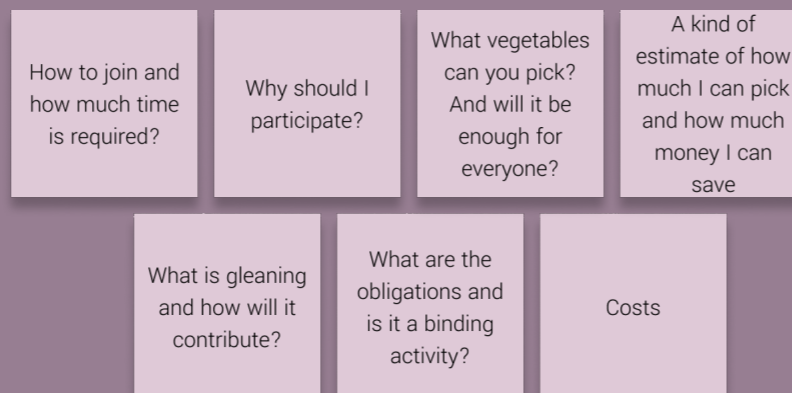 How to join and
how much time
is required?
Why should I
participate?
What vegetables
can you pick?
And will it be
enough for
everyone?
A kind of
estimate of how
much I can pick
and how much
money I can
save
What is gleaning
and how will it
contribute?
What are the
obligations and
is it a binding
activity?
Costs